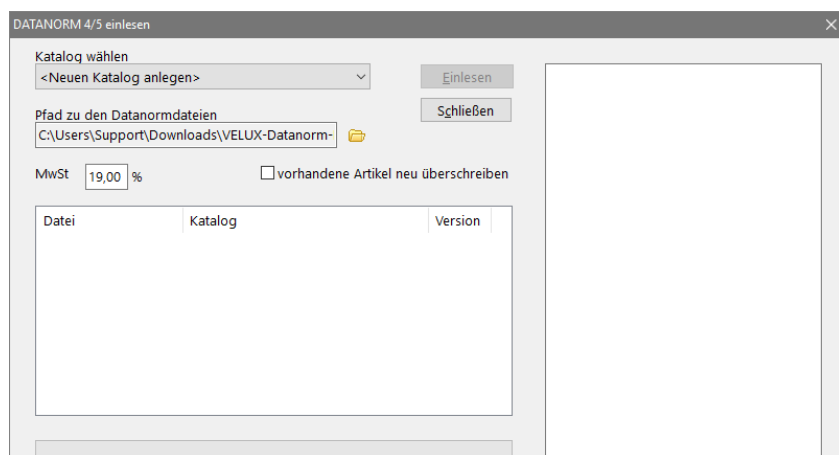 DATANORM 4/5 einlesen
Katalog wählen
<Neuen Katalog anlegen>
Einlesen
Pfad zu den Datanormdateien
Schließen
C:\Users\Support\Downloads\VELUX-Datanorm-
MwSt 19,00 % vorhandene Artikel neu überschreiben
Datei Katalog Version